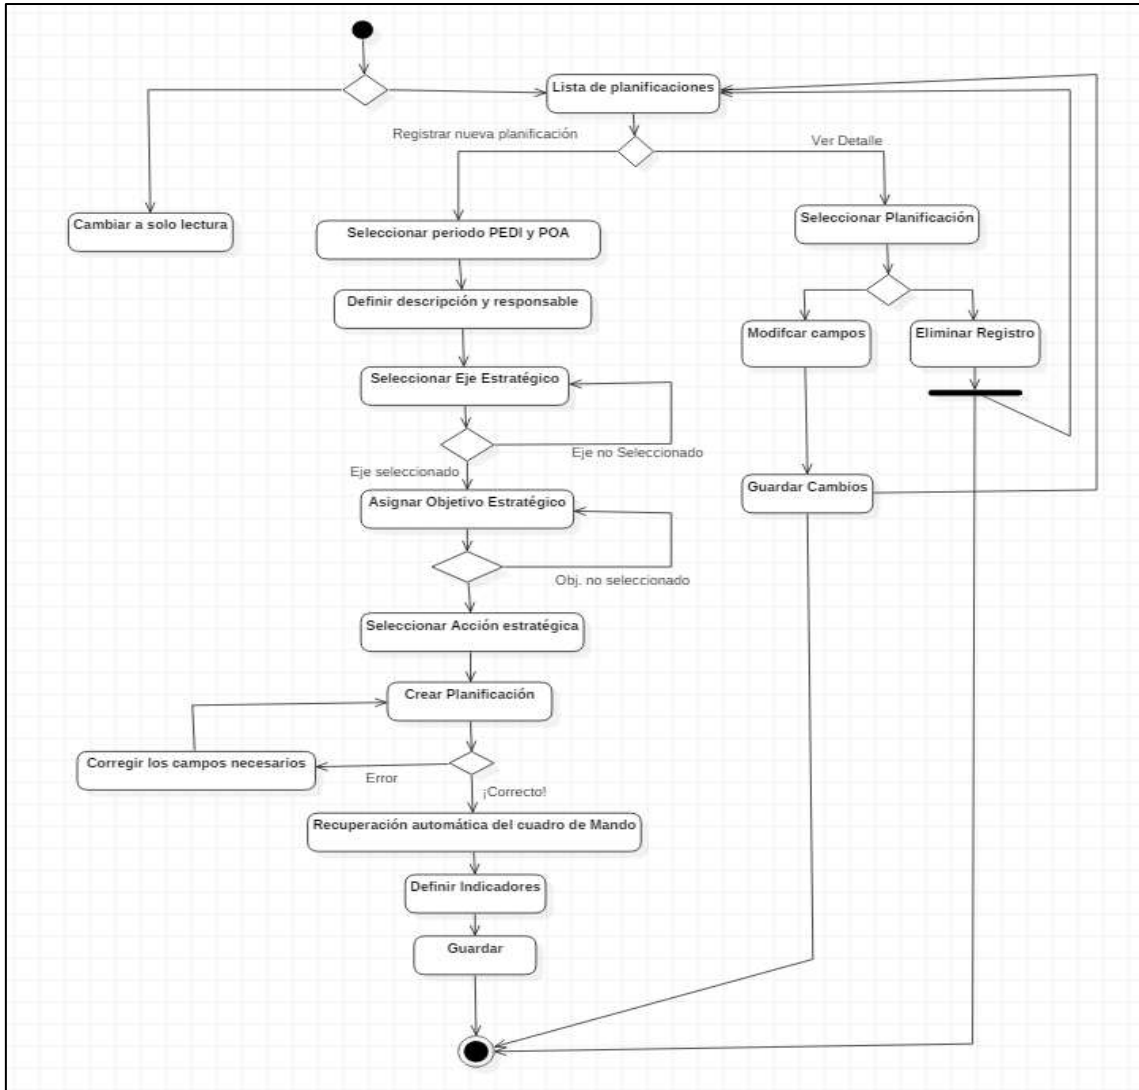 Lista de planificaciones
Registrar nueva planificación
Ver Detalle
Cambiar a solo lectura
Seleccionar periodo PEDI y POA
Seleccionar Planificación
Definir descripción y responsable
Modifcar campos
Eliminar Registro
Seleccionar Eje Estratégico
Eje no Seleccionado
Eje seleccionado
Asignar Objetivo Estratégico
Guardar Cambios
Obj. no seleccionado
Seleccionar Acción estratégica
Crear Planificación
Corregir los campos necesarios
Error
¡Correcto!
Recuperación automática del cuadro de Mando
Definir Indicadores
Guardar